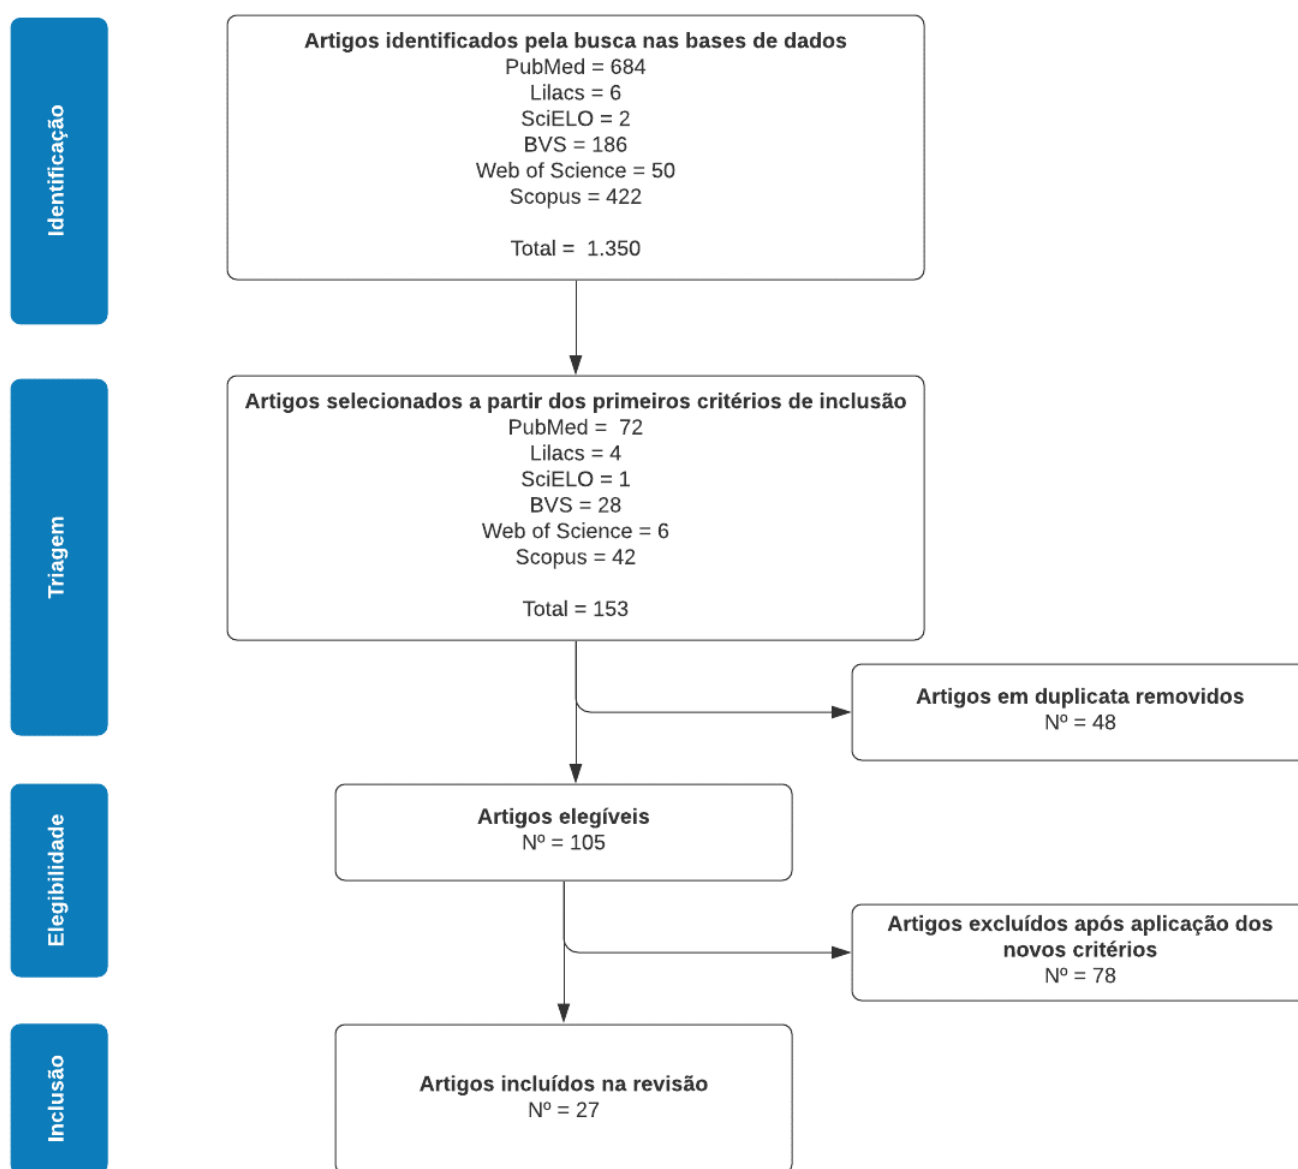 Identificação
Artigos identificados pela busca nas bases de dados
PubMed = 684
Lilacs = 6
SciELO = 2
BVS = 186
Web of Science = 50
Scopus = 422
Total = 1.350
Triagem
Artigos selecionados a partir dos primeiros critérios de inclusão
PubMed = 72
Lilacs = 4
SciELO = 1
BVS = 28
Web of Science = 6
Scopus = 42
Total = 153
Artigos em duplicata removidos
Nº = 48
Elegibilidade
Artigos elegíveis
Nº = 105
Artigos excluídos após aplicação dos
novos critérios
Nº = 78
Inclusão
Artigos incluídos na revisão
Nº = 27